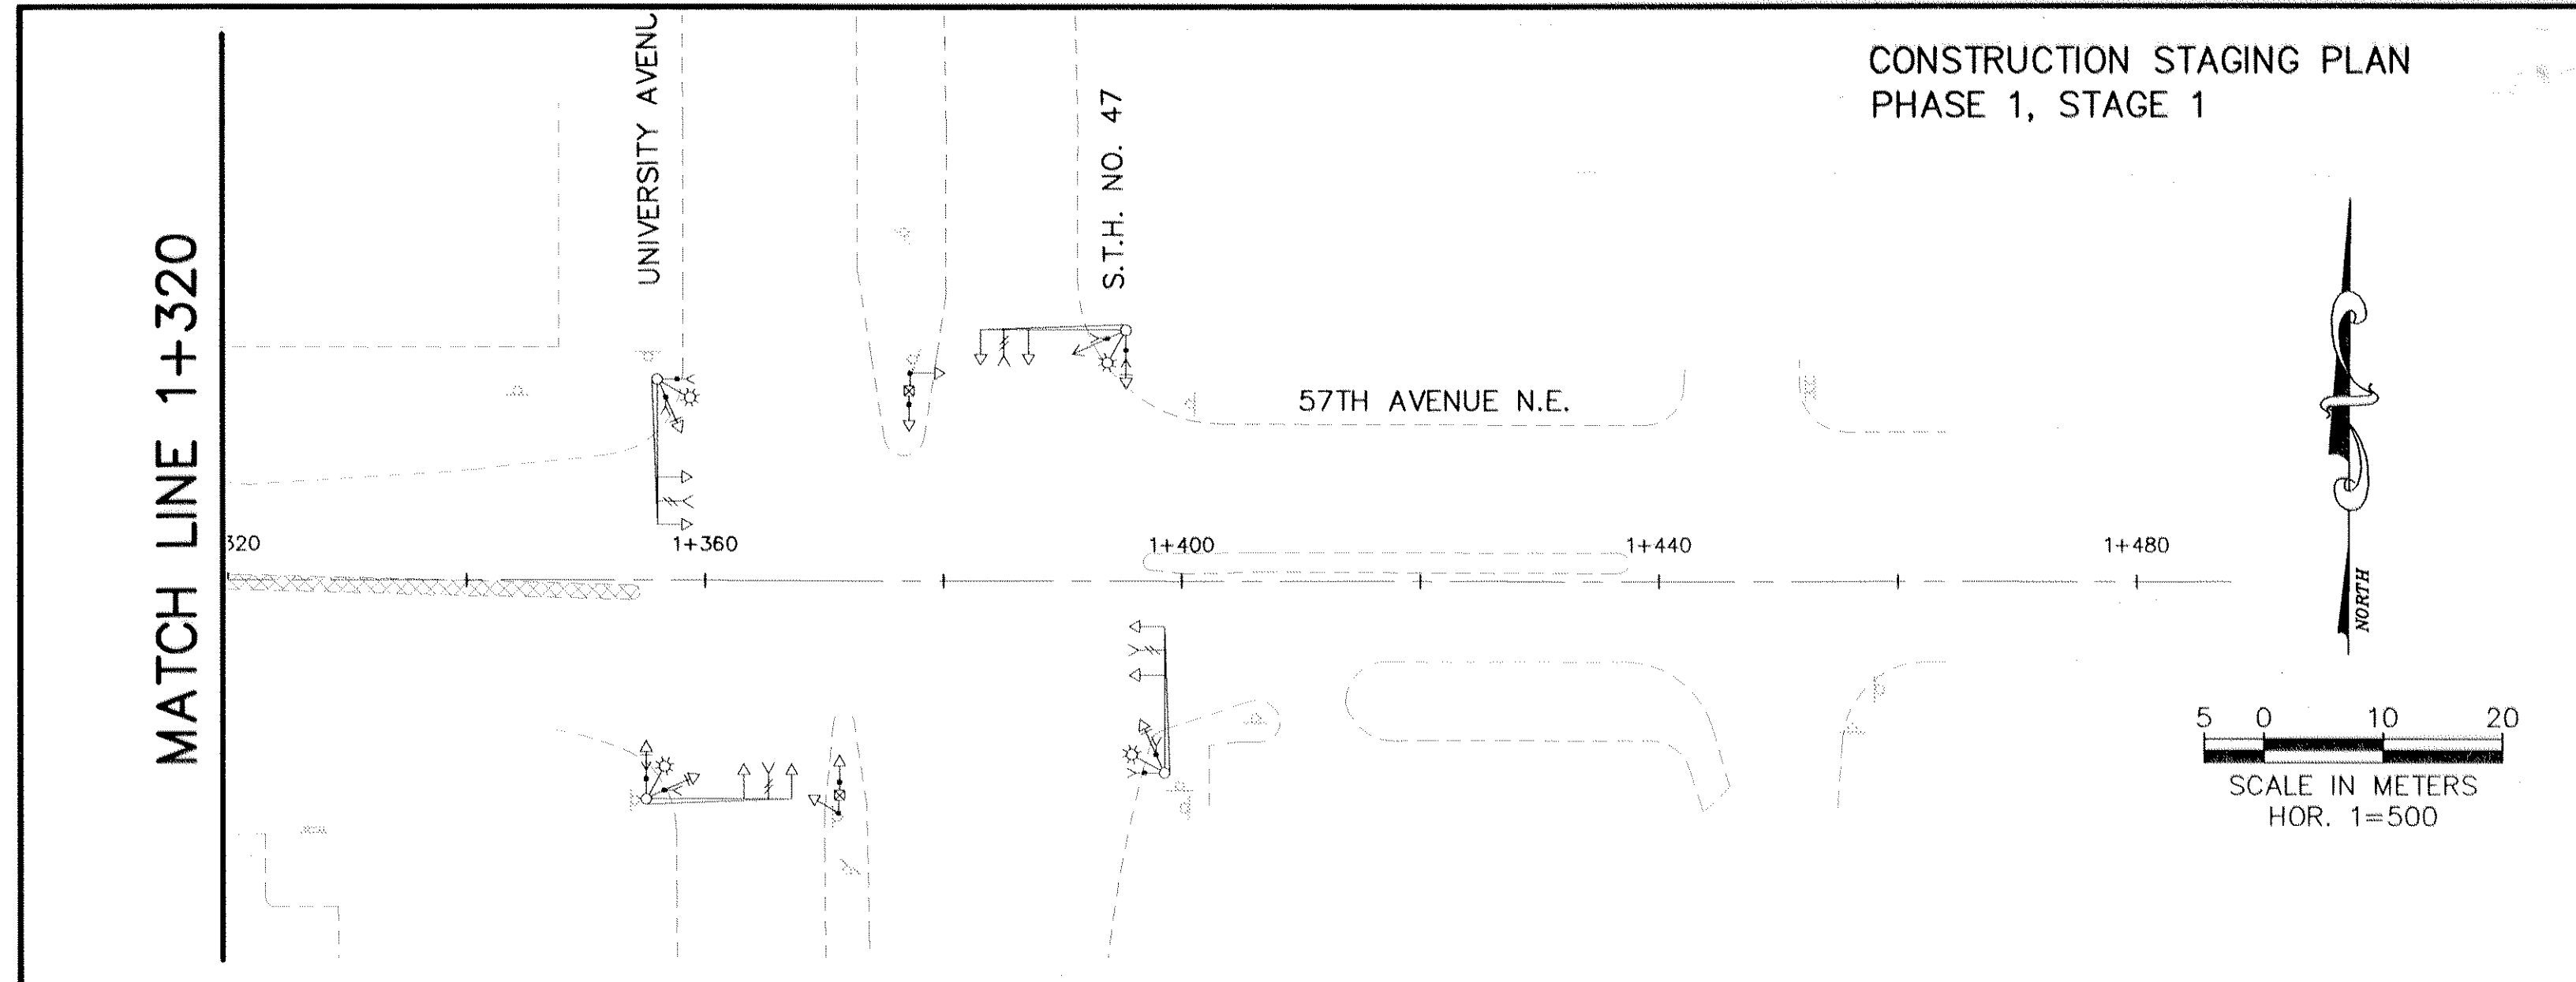 CONSTRUCTION STAGING PLAN
PHASE 1, STAGE 1
MATCH LINE 1+320
UNIVERSITY AVENU
S.T.H. NO. 47
57TH AVENUE N.E.
320 1+360 1+400 1+440 1+480
NORTH
5 0 10 20
SCALE IN METERS
HOR. 1=500